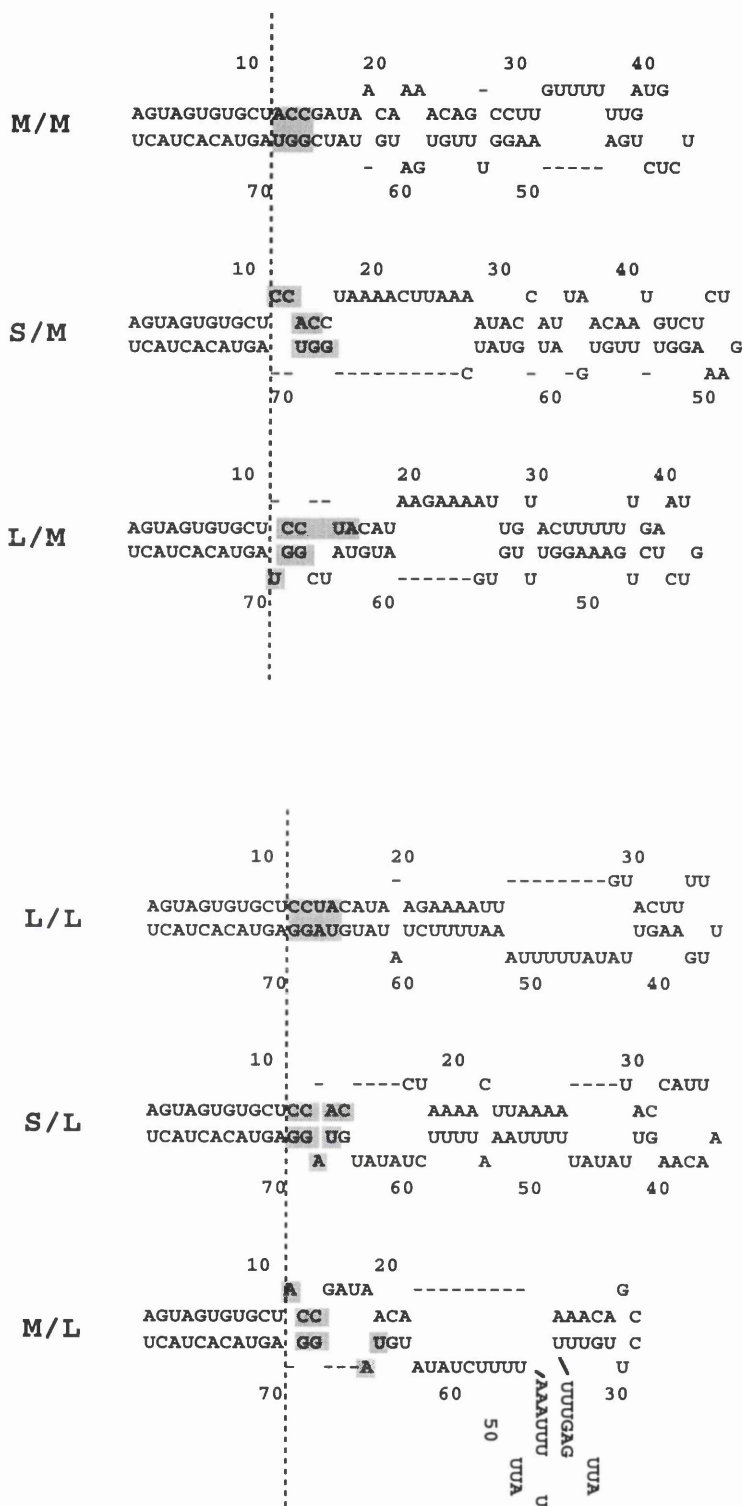 10 20 30 40
A AA - GUUUU AUG
M/M
AGUAGUGUGCUACCGAUA CA ACAG CCUU UUG
UCAUCACAUGAUGGCUAU GU UGUU GGAA AGU U
- AG U ----- CUC
70 60 50
10 20 30 40
CC UAAAACUUAAA C UA U CU
S/M
AGUAGUGUGCU ACC AUAC AU ACAA GUCU
UCAUCACAUGA UGG UAUG UA UGUU UGGA G
-- ----------C - -G - AA
70 60 50
10 20 30 40
- -- AAGAAAAU U U AU
L/M
AGUAGUGUGCU CC UACAU UG ACUUUUU GA
UCAUCACAUGA GG AUGUA GU UGGAAAG CU G
U CU ------GU U U CU
70 60 50
10 20 30
- --------GU UU
L/L
AGUAGUGUGCUCCUACAUA AGAAAAUU ACUU
UCAUCACAUGAGGAUGUAU UCUUUUAA UGAA U
A AUUUUUAUAU GU
70 60 50 40
10 20 30
- ----CU C ----U CAUU
S/L
AGUAGUGUGCUCC AC AAAA UUAAAA AC
UCAUCACAUGAGG UG UUUU AAUUUU UG A
A UAUAUC A UAUAU AACA
70 60 50 40
10 20
A GAUA --------- G
M/L
AGUAGUGUGCU CC ACA AAACA C
UCAUCACAUGA GG UGU UUUGU C
- ---A AUAUCUUUU U
70 60 30
AAAUUU UUUGAG
50
UUA UUA
U